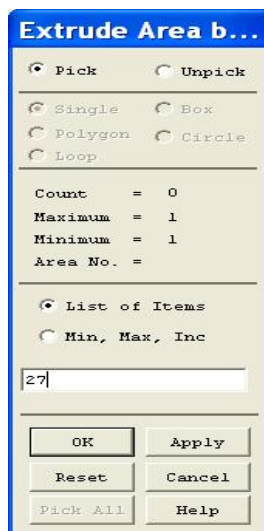 Extrude Area b...
Pick Unpick
Single Box
Polygon Circle
Loop
Count = 0
Maximum = 1
Minimum = 1
Area No. =
List of Items
Min, Max, Inc
27
OK Apply
Reset Cancel
Pick All Help